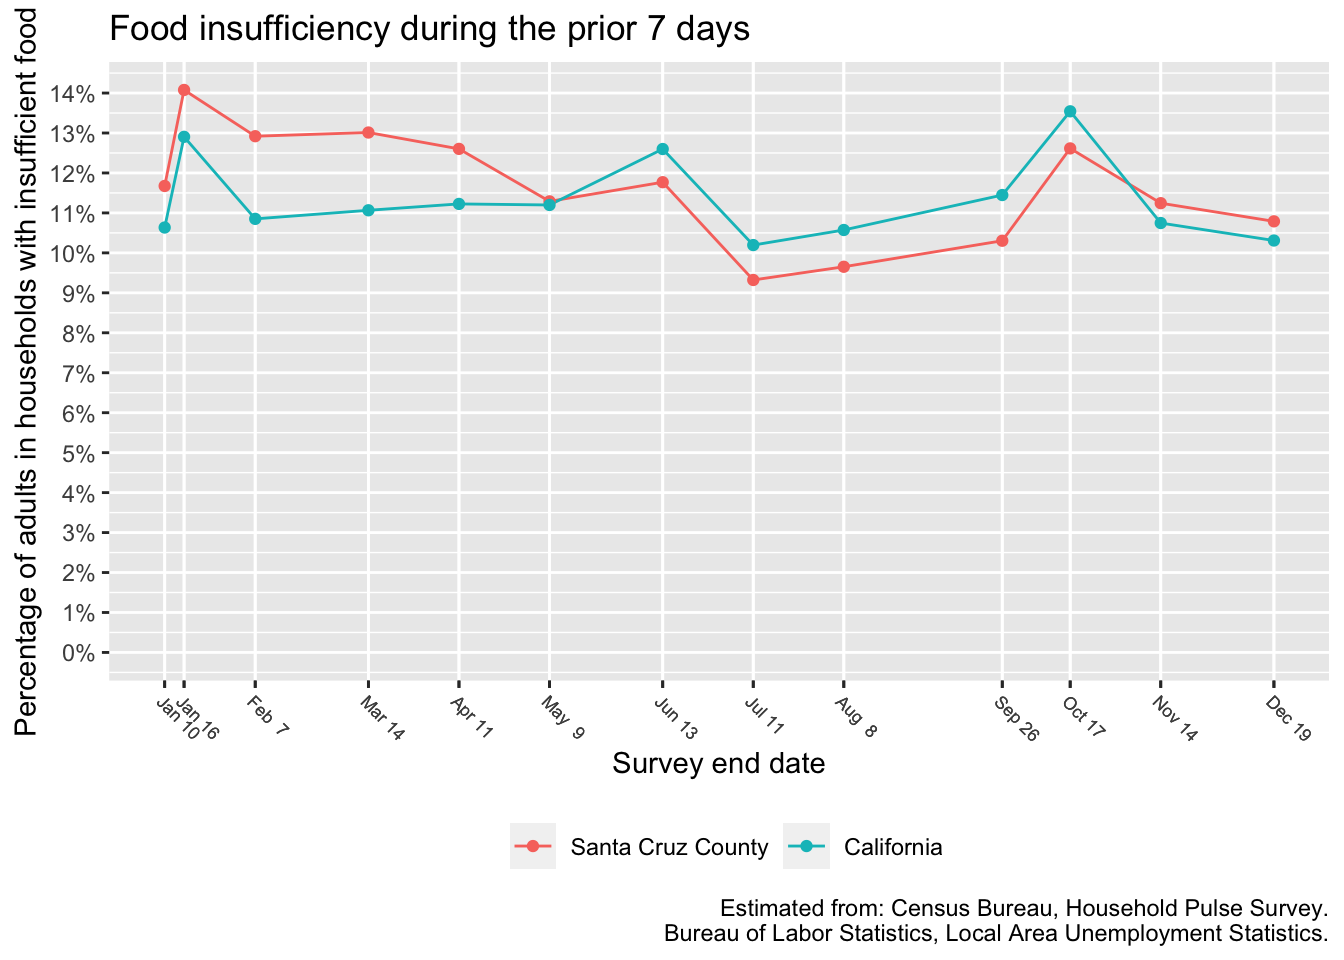 Food insufficiency during the prior 7 days
Percentage of adults in households with insufficient food
14%
13%
12%
11%
10%
9%
8%
7%
6%
5%
4%
3%
2%
1%
0%
Jan 10
Jan 16
Feb 7
Mar 14
Apr 11
May 9
Jun 13
Jul 11
Aug 8
Sep 26
Oct 17
Nov 14
Dec 19
Survey end date
Santa Cruz County
California
Estimated from: Census Bureau, Household Pulse Survey.
Bureau of Labor Statistics, Local Area Unemployment Statistics.